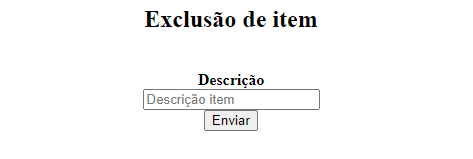 Exclusão de item
Descrição
Descrição item
Enviar